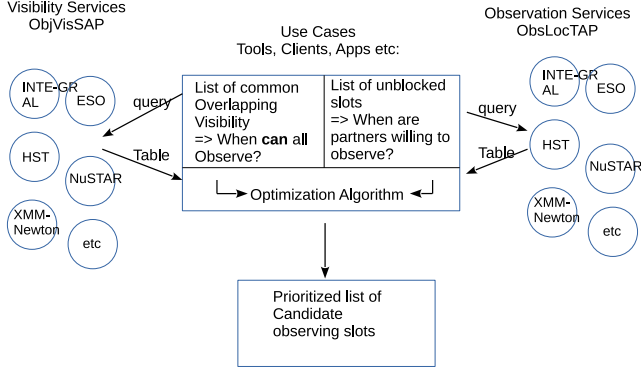 Visibility Services
ObjVisSAP
INTE-GR
AL
ESO
HST
NuSTAR
XMM-
Newton
etc
query
Table
Use Cases
Tools, Clients, Apps etc:
List of common
Overlapping
Visibility
=> When can all
Observe?
List of unblocked
slots
=> When are
partners willing to
observe?
Optimization Algorithm
Prioritized list of
Candidate
observing slots
Observation Services
ObsLocTAP
query
Table
INTE-GR
AL
ESO
HST
NuSTAR
XMM-
Newton
etc